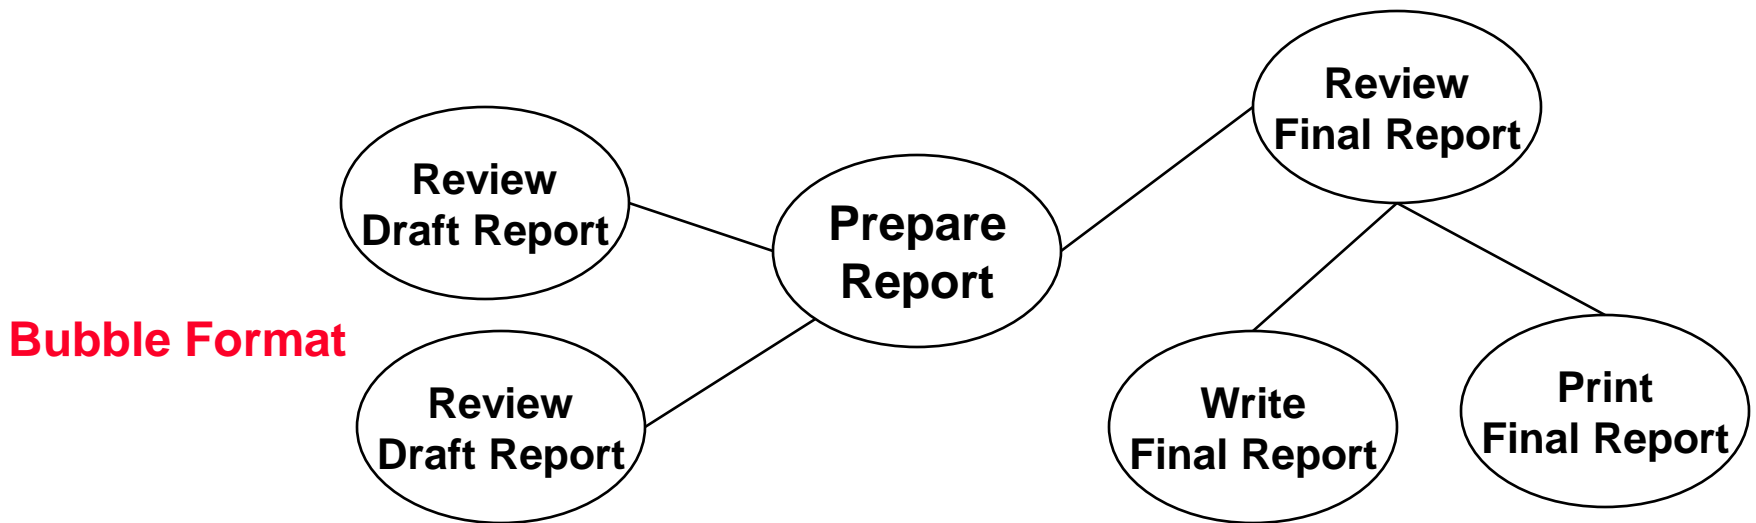 Review
Final Report
Review
Draft Report
Prepare
Report
Bubble Format
Review
Draft Report
Write
Final Report
Print
Final Report